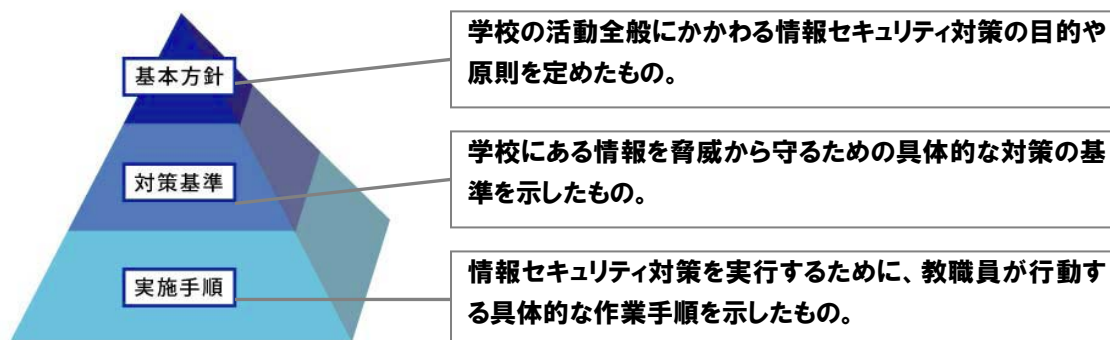 基本方針
学校の活動全般にかかわる情報セキュリティ対策の目的や
原則を定めたもの。
対策基準
学校にある情報を脅威から守るための具体的な対策の基
準を示したもの。
実施手順
情報セキュリティ対策を実行するために、教職員が行動す
る具体的な作業手順を示したもの。